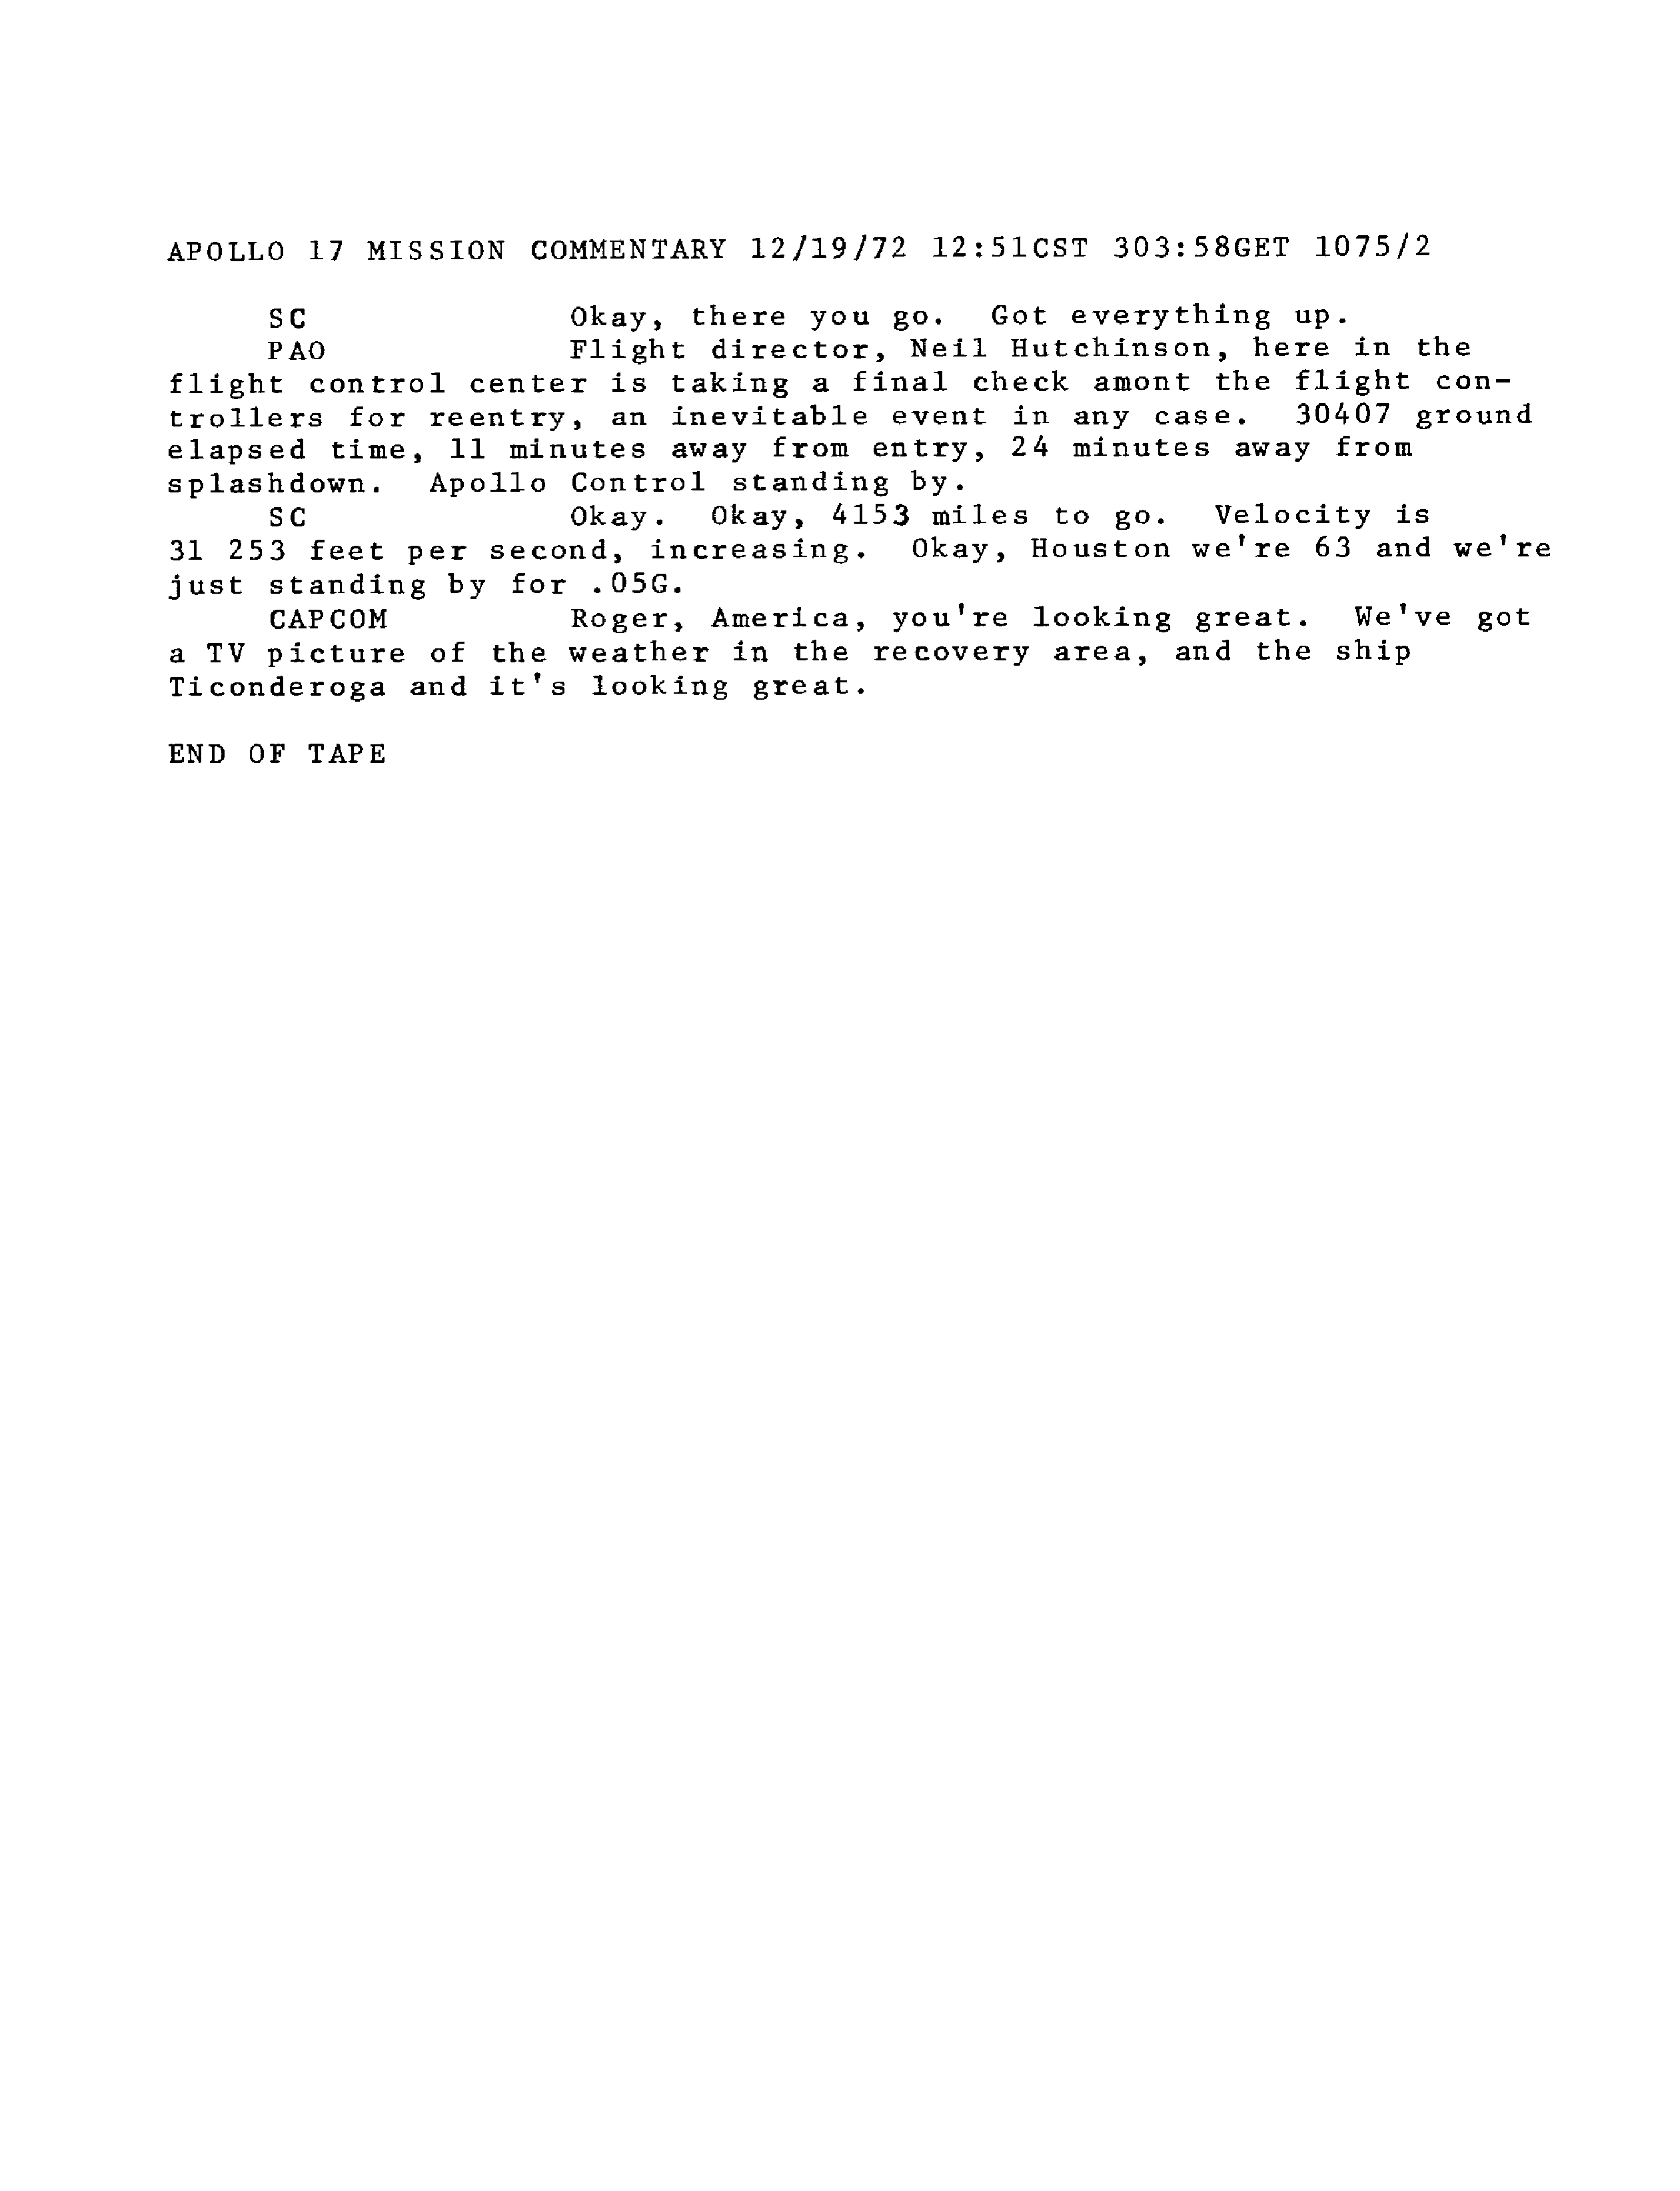 APOLLO 17 MISSION COMMENTARY 12/19/72 12:51CST 303:58GET 1075/2
SC Okay, there you go. Got everything up.
PAO Flight director, Neil Hutchinson, here in the
flight control center is taking a final check amont the flight con-
trollers for reentry, an inevitable event in any case. 30407 ground
elapsed time, 11 minutes away from entry, 24 minutes away from
splashdown. Apollo Control standing by.
SC Okay. Okay, 4153 miles to go. Velocity is
31 253 feet per second, increasing. Okay, Houston we're 63 and we're
just standing by for .05G.
CAPCOM Roger, America, you're looking great. We've got
a TV picture of the weather in the recovery area, and the ship
Ticonderoga and it's looking great.
END OF TAPE